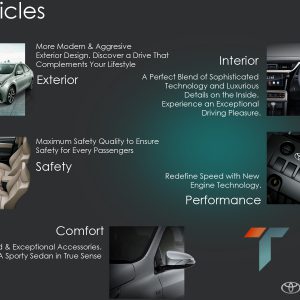 icles
More Modern & Aggresive
Exterior Design. Discover a Drive That
Complements Your Lifestyle
Exterior
Interior
A Perfect Blend of Sophisticated
Technology and Luxurious
Details on the Inside.
Experience an Exceptional
Driving Pleasure.
Maximum Safety Quality to Ensure
Safety for Every Passengers
Safety
Redefine Speed with New
Engine Technology.
Performance
Comfort
d & Exceptional Accessories.
A Sporty Sedan in True Sense